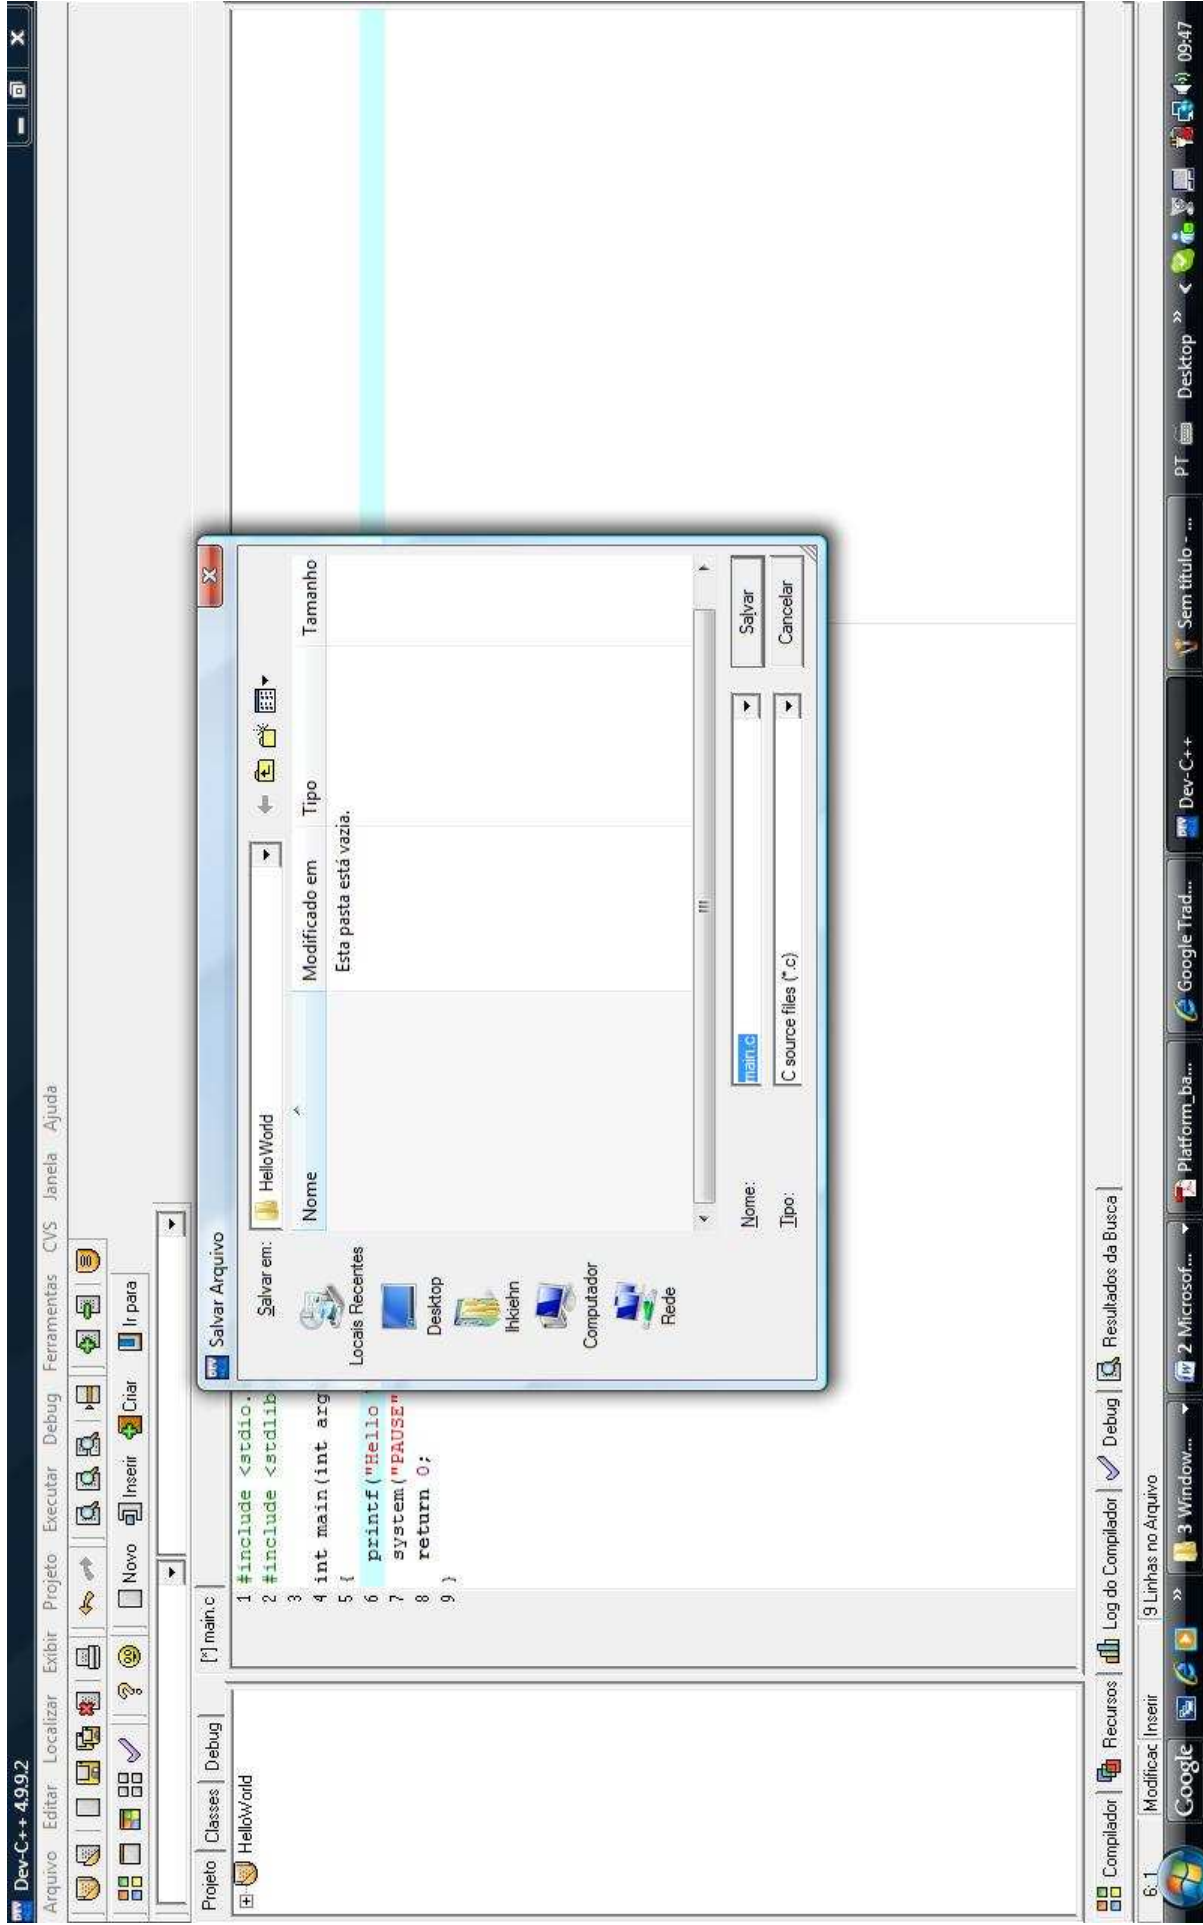 Dev-C++ 4.9.9.2
Arquivo Editar Localizar Exibir Projeto Executar Debug Ferramentas CVS Janela Ajuda
Novo Inserir Criar Ir para
Projeto Classes Debug
[*] main.c
HelloWorld
1 #include <stdio.
2 #include <stdlib
3
4 int main(int arg
5 {
6 printf("Hello
7 system("PAUSE"
8 return 0;
9 }
Salvar Arquivo
Salvar em: HelloWorld
Nome Modificado em Tipo Tamanho
Esta pasta está vazia.
Locais Recentes
Desktop
lhkiehn
Computador
Rede
Nome: main.c Salvar
Tipo: C source files (*.c) Cancelar
Compilador Recursos Log do Compilador Debug Resultados da Busca
6: 1 Modificac Inserir 9 Linhas no Arquivo
Google » 3 Window... 2 Microsof... Platform_ba... Google Trad... Dev-C++ Sem título - ... PT Desktop » 09:47